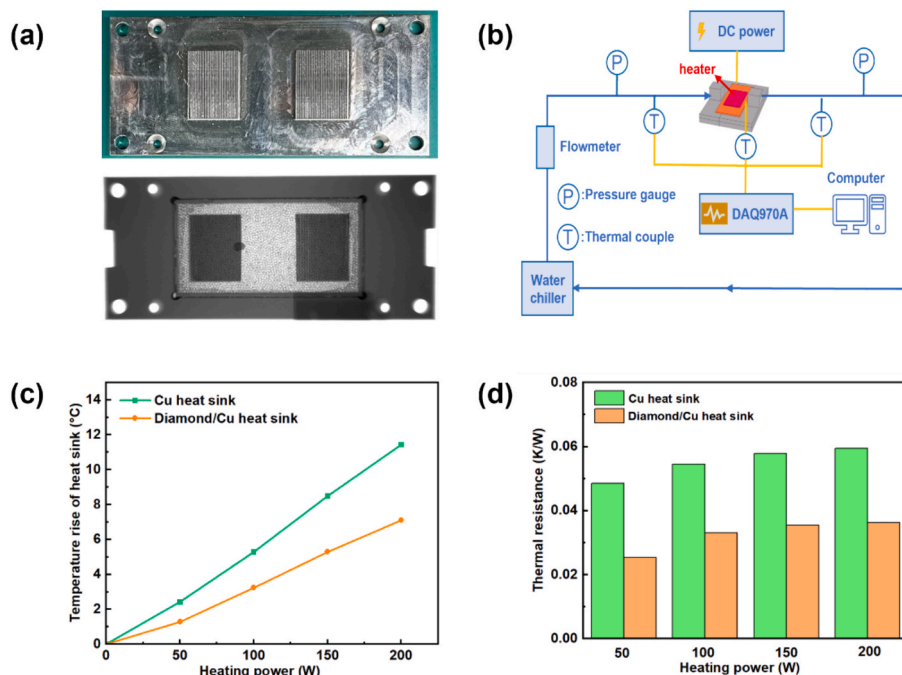 (a)
(b)
DC power
heater
P
P
T
T
T
Flowmeter
Computer
P :Pressure gauge
DAQ970A
T :Thermal couple
Water
chiller
(c)
Cu heat sink
Diamond/Cu heat sink
Temperature rise of heat sink (°C)
14
12
10
8
6
4
2
0
0 50 100 150 200
Heating power (W)
(d)
Cu heat sink
Diamond/Cu heat sink
Thermal resistance (K/W)
0.08
0.06
0.04
0.02
0.00
50 100 150 200
Heating power (W)